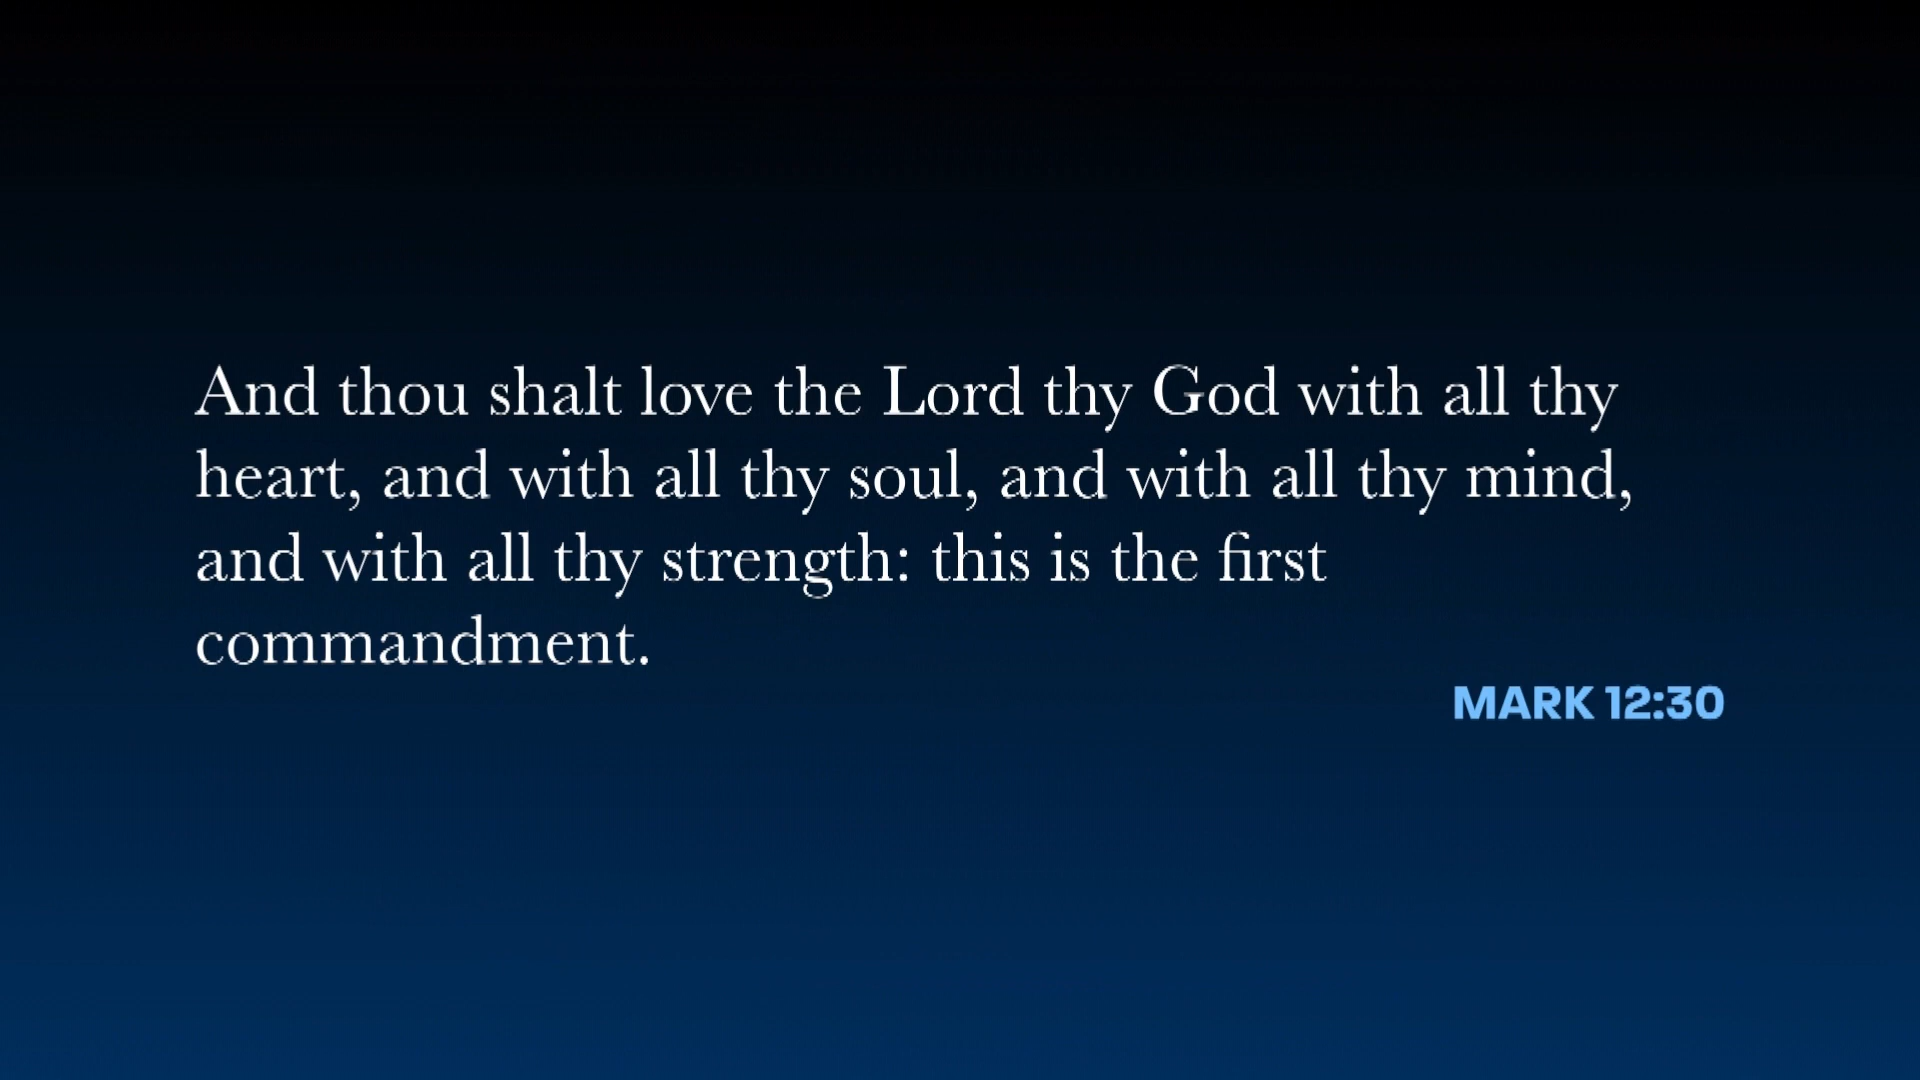 And thou shalt love the Lord thy God with all thy
heart, and with all thy soul, and with all thy mind,
and with all thy strength: this is the first
commandment.
MARK 12:30